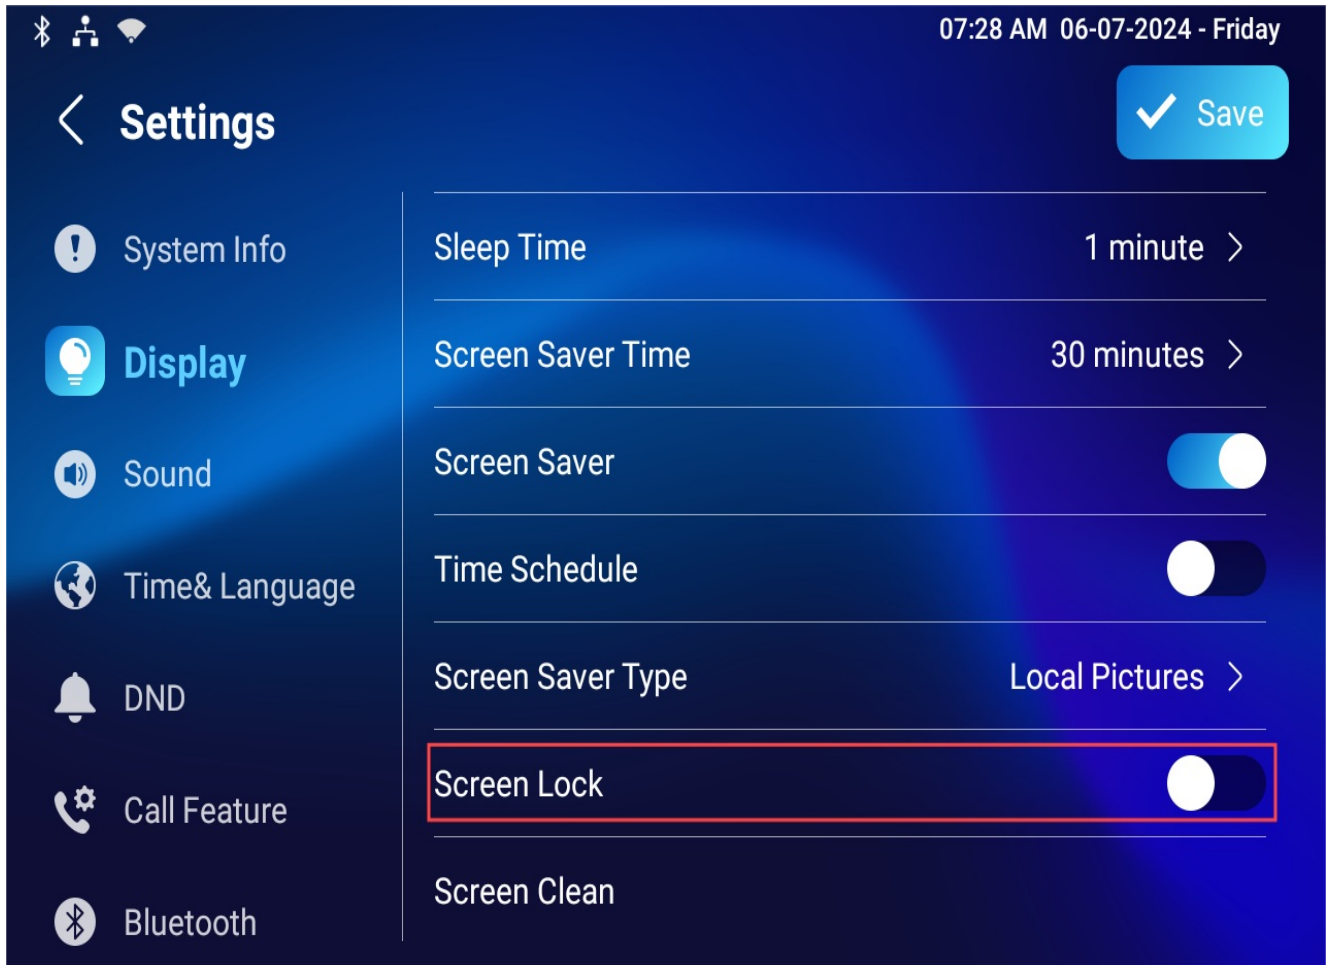 07:28 AM 06-07-2024 - Friday
Settings
Save
System Info
Display
Sound
Time& Language
DND
Call Feature
Bluetooth
Sleep Time 1 minute
Screen Saver Time 30 minutes
Screen Saver
Time Schedule
Screen Saver Type Local Pictures
Screen Lock
Screen Clean